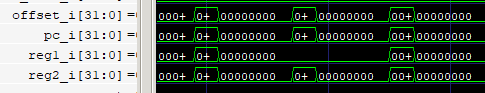 offset_i[31:0] =( 000+ 0+ 00000000 0+ 00000000 00+ 00000000
pc_i[31:0] =( 000+ 0+ 00000000 0+ 00000000 00+ 00000000
reg1_i[31:0] =( 000+ 0+ 00000000 00+ 00000000
reg2_i[31:0] =( 000+ 0+ 00000000 0+ 00000000 00+ 00000000